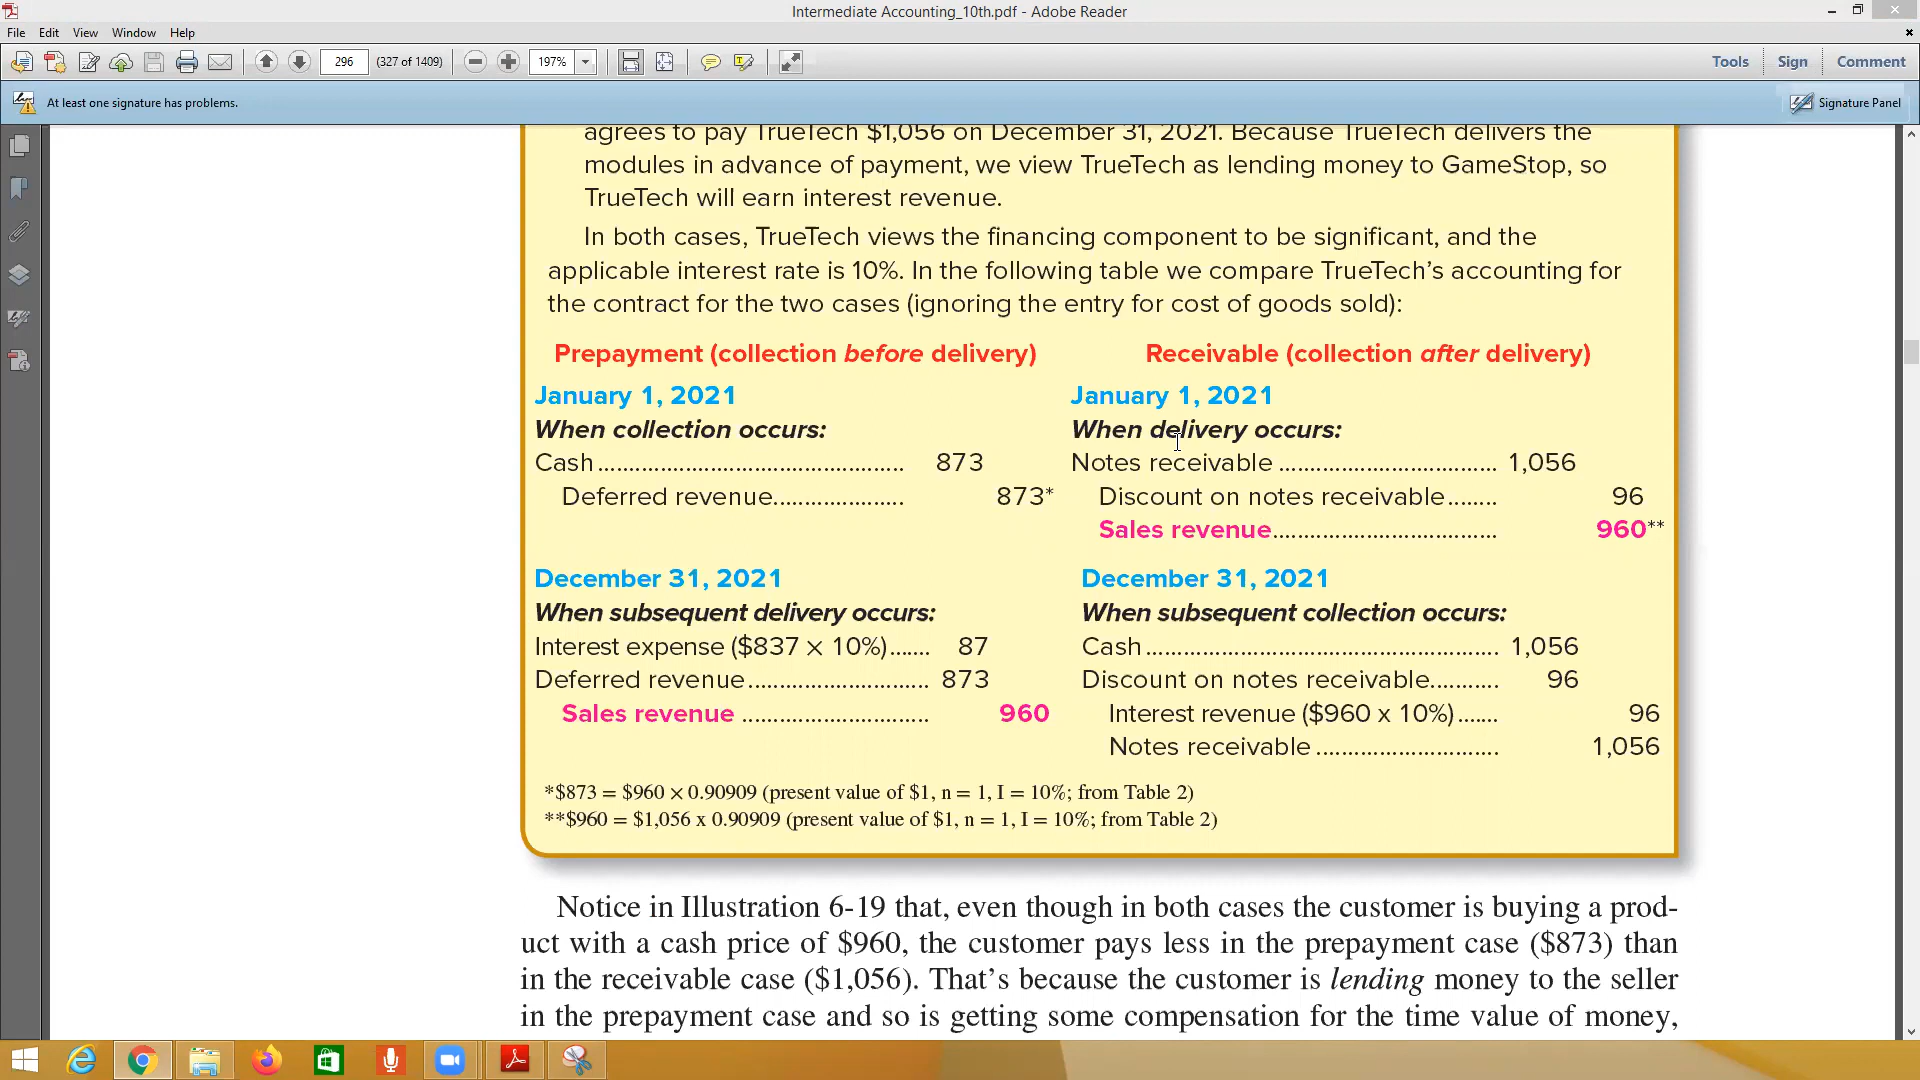 Intermediate Accounting_10th.pdf - Adobe Reader
File Edit View Window Help
296 (327 of 1409) 197% Tools Sign Comment
At least one signature has problems. Signature Panel
agrees to pay TrueTech $1,056 on December 31, 2021. Because TrueTech delivers the
modules in advance of payment, we view TrueTech as lending money to GameStop, so
TrueTech will earn interest revenue.
In both cases, TrueTech views the financing component to be significant, and the
applicable interest rate is 10%. In the following table we compare TrueTech’s accounting for
the contract for the two cases (ignoring the entry for cost of goods sold):
Prepayment (collection before delivery)
January 1, 2021
When collection occurs:
Cash ................................................ 873
Deferred revenue.................... 873*
December 31, 2021
When subsequent delivery occurs:
Interest expense ($837 × 10%)...... 87
Deferred revenue............................ 873
Sales revenue ............................. 960
Receivable (collection after delivery)
January 1, 2021
When delivery occurs:
Notes receivable .................................. 1,056
Discount on notes receivable........ 96
Sales revenue................................... 960**
December 31, 2021
When subsequent collection occurs:
Cash ...................................................... 1,056
Discount on notes receivable........... 96
Interest revenue ($960 x 10%)....... 96
Notes receivable ............................ 1,056
*$873 = $960 × 0.90909 (present value of $1, n = 1, I = 10%; from Table 2)
**$960 = $1,056 x 0.90909 (present value of $1, n = 1, I = 10%; from Table 2)
Notice in Illustration 6-19 that, even though in both cases the customer is buying a prod-
uct with a cash price of $960, the customer pays less in the prepayment case ($873) than
in the receivable case ($1,056). That’s because the customer is lending money to the seller
in the prepayment case and so is getting some compensation for the time value of money,